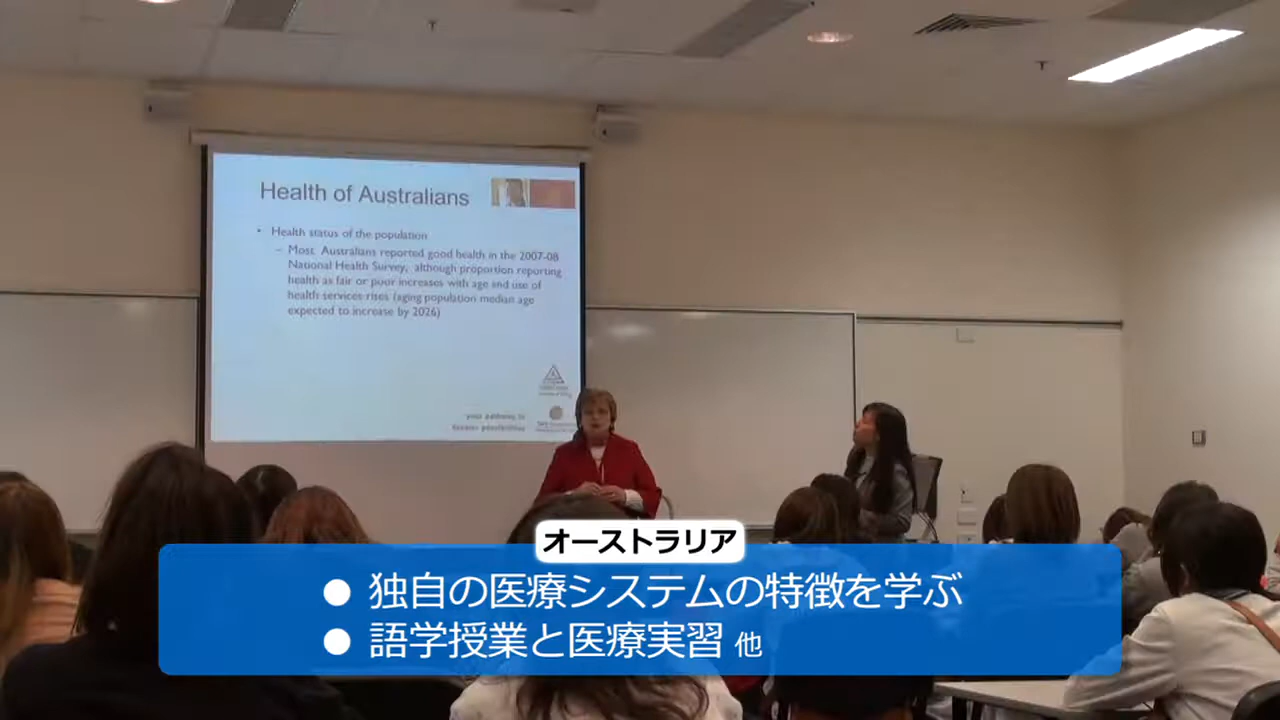 Health of Australians
• Health status of the population
– Most Australians reported good health in the 2007-08
National Health Survey, although proportion reporting
health as fair or poor increases with age and use of
health services rises (aging population median age
expected to increase by 2026)
オーストラリア
● 独自の医療システムの特徴を学ぶ
● 語学授業と医療実習 他